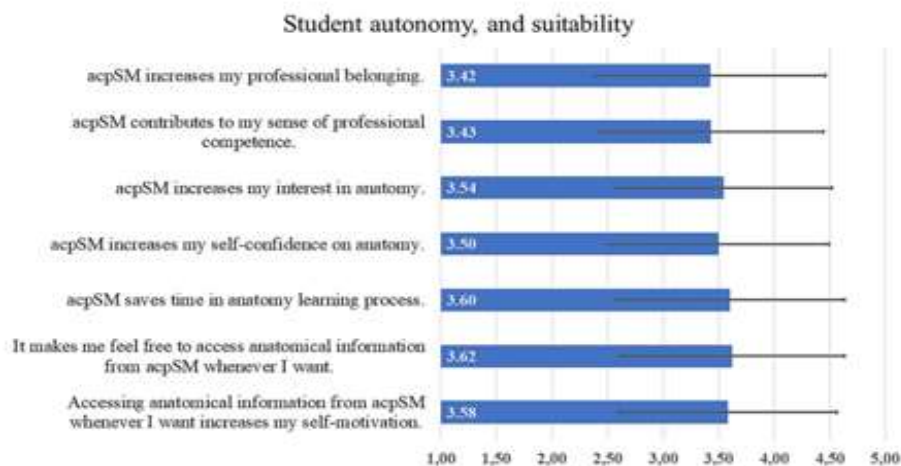 Student autonomy, and suitability
acpSM increases my professional belonging.
3.42
acpSM contributes to my sense of professional
competence.
3.43
acpSM increases my interest in anatomy.
3.54
acpSM increases my self-confidence on anatomy.
3.50
acpSM saves time in anatomy learning process.
3.60
It makes me feel free to access anatomical information
from acpSM whenever I want.
3.62
Accessing anatomical information from acpSM
whenever I want increases my self-motivation.
3.58
1,00 1,50 2,00 2,50 3,00 3,50 4,00 4,50 5,00